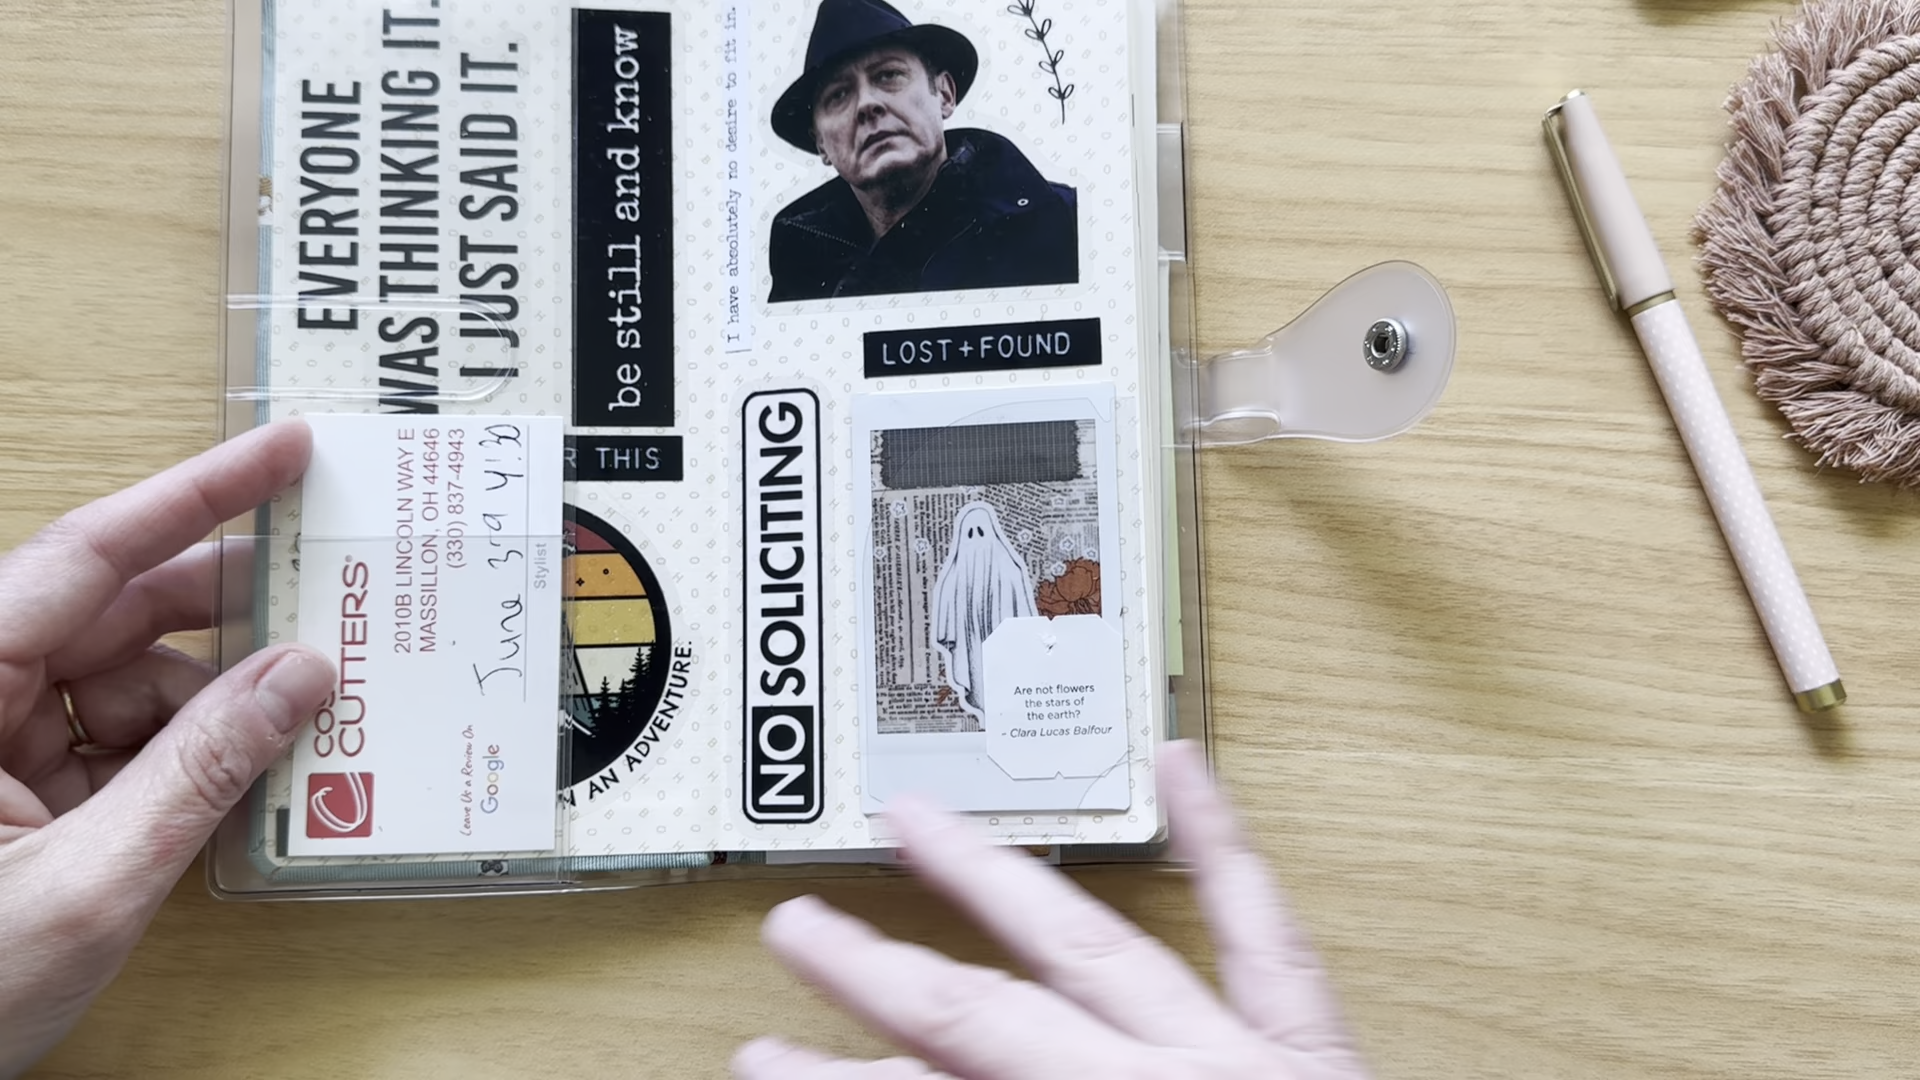 EVERYONE
WAS THINKING IT.
I JUST SAID IT.
be still and know
I have absolutely no desire to fit in.
LOST+FOUND
THIS
NO SOLICITING
AN ADVENTURE.
CUTTERS®
2010B LINCOLN WAY E
MASSILLON, OH 44646
(330) 837-4943
June 3rd 4:30
Stylist
Leave Us a Review On
Google
Are not flowers
the stars of
the earth?
- Clara Lucas Balfour